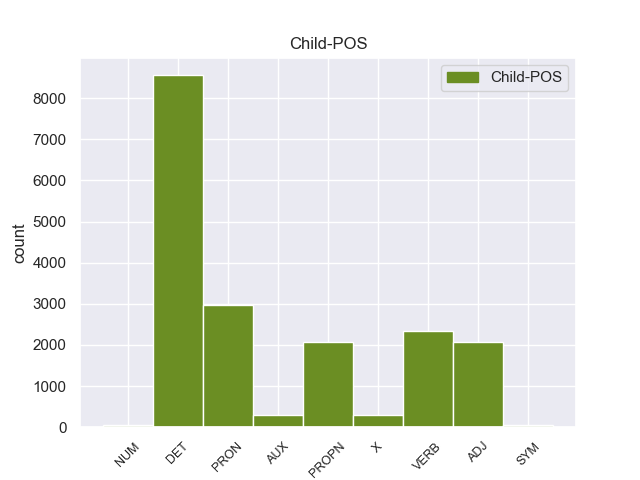 Child-POS
Child-POS
8000
7000
6000
5000
4000
3000
2000
1000
0
count
NUM DET PRON AUX PROPN X VERB ADJ SYM